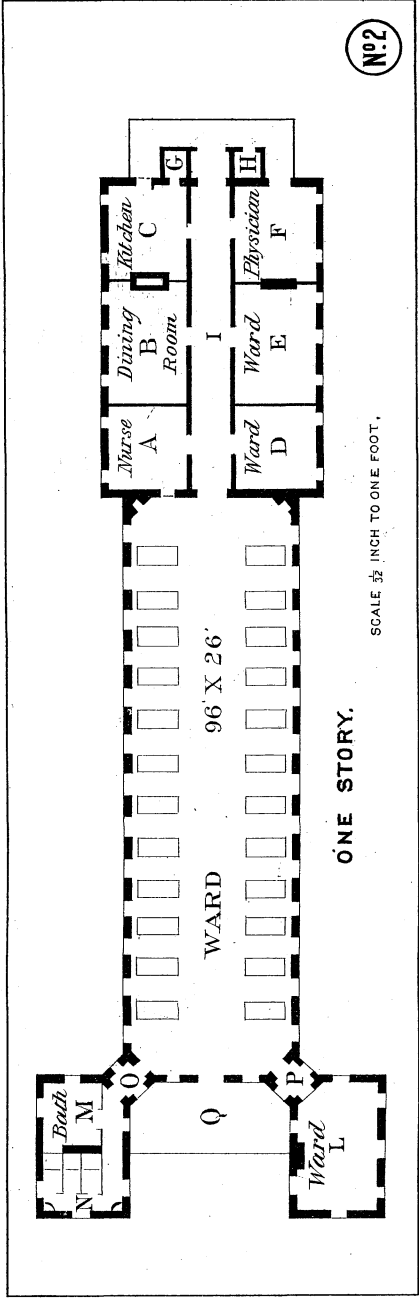 Nº.2
G
H
Kitchen
C
Physician
F
Dining
B
Room
I
Ward
E
Nurse
A
Ward
D
WARD 96' X 26'
O
P
Bath
M
N
Q
Ward
L
ONE STORY.
SCALE 1/32 INCH TO ONE FOOT,